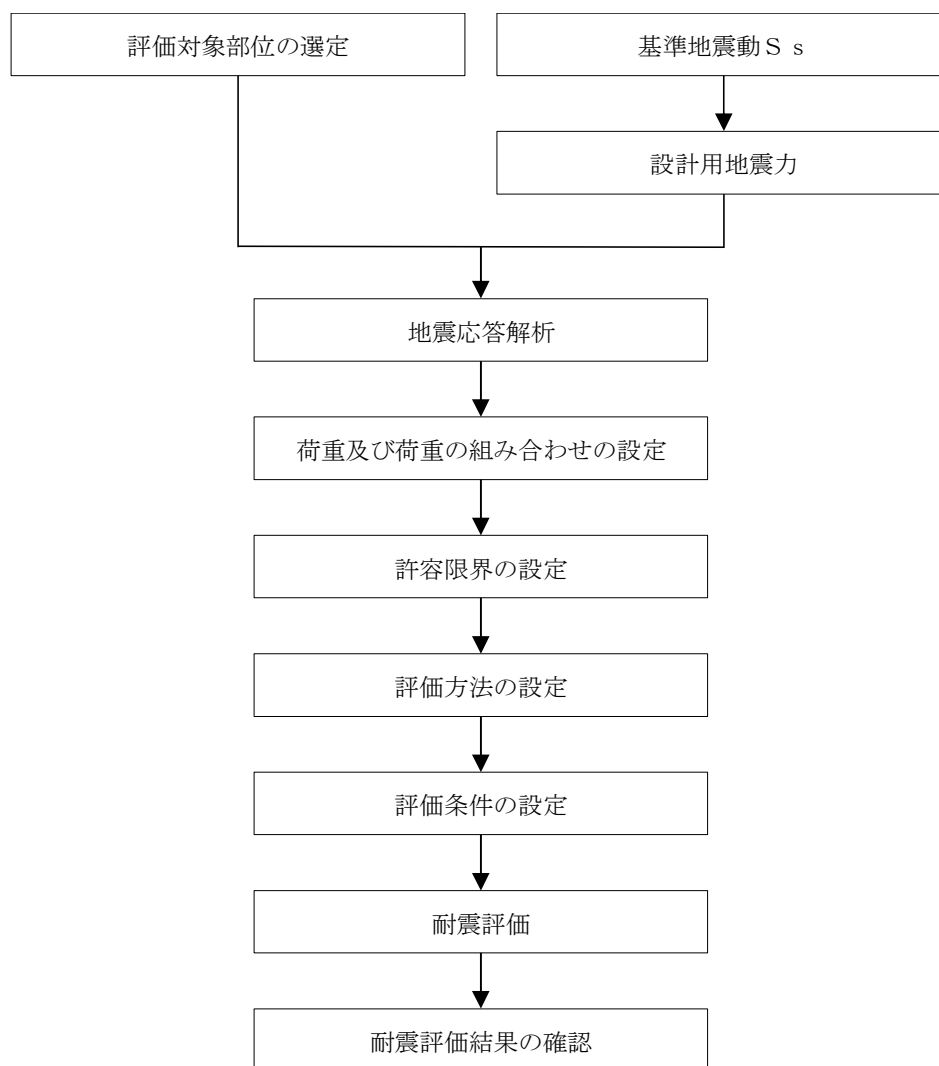 評価対象部位の選定
基準地震動Ｓｓ
設計用地震力
地震応答解析
荷重及び荷重の組み合わせの設定
許容限界の設定
評価方法の設定
評価条件の設定
耐震評価
耐震評価結果の確認